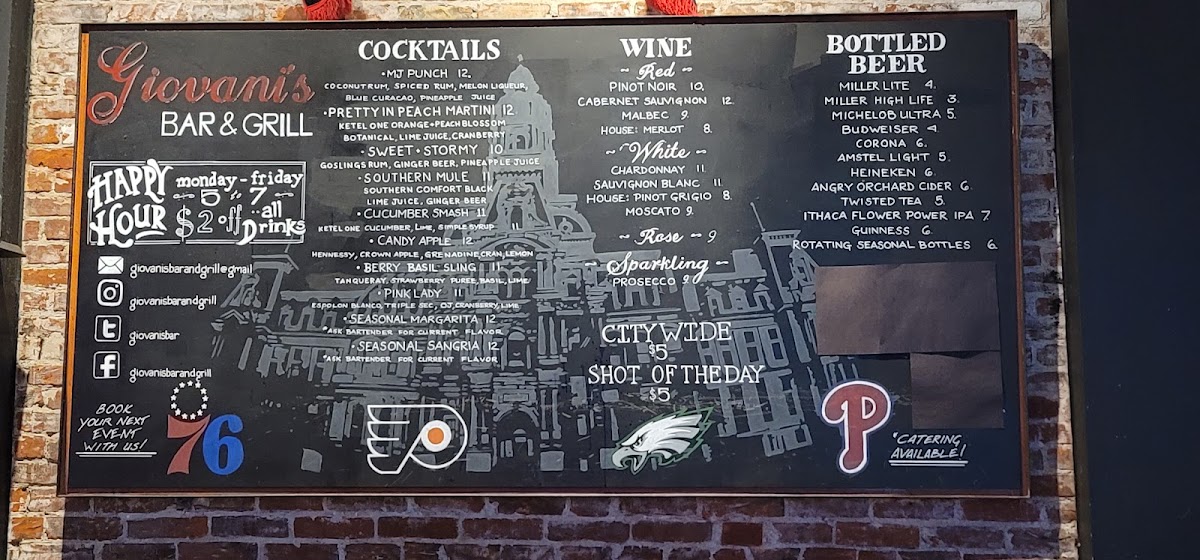 Giovani's
BAR & GRILL
HAPPY HOUR
monday - friday
5 - 7
$2 off all Drinks
giovanisbarandgrill@gmail
giovanisbarandgrill
giovanisbar
giovanisbarandgrill
BOOK
YOUR NEXT
EVENT
WITH US!
76
COCKTAILS
• MJ PUNCH 12.
COCONUT RUM, SPICED RUM, MELON LIQUEUR,
BLUE CURACAO, PINEAPPLE JUICE
• PRETTY IN PEACH MARTINI 12
KETEL ONE ORANGE + PEACH BLOSSOM
BOTANICAL, LIME JUICE, CRANBERRY
• SWEET + STORMY 10
GOSLINGS RUM, GINGER BEER, PINEAPPLE JUICE
• SOUTHERN MULE 11
SOUTHERN COMFORT BLACK
LIME JUICE, GINGER BEER
• CUCUMBER SMASH 11
KETEL ONE CUCUMBER, LIME, SIMPLE SYRUP 11
• CANDY APPLE 12
HENNESSY, CROWN APPLE, GRENADINE, CRAN, LEMON
• BERRY BASIL SLING 11
TANQUERAY, STRAWBERRY PUREE, BASIL, LIME
• PINK LADY 11
ESPOLON BLANCO, TRIPLE SEC, OJ, CRANBERRY, LIME
• SEASONAL MARGARITA 12
*ASK BARTENDER FOR CURRENT FLAVOR
• SEASONAL SANGRIA 12
*ASK BARTENDER FOR CURRENT FLAVOR
WINE
~ Red ~
PINOT NOIR 10.
CABERNET SAUVIGNON 12
MALBEC 9.
HOUSE: MERLOT 8.
~ White ~
CHARDONNAY 11
SAUVIGNON BLANC 11
HOUSE: PINOT GRIGIO 8.
MOSCATO 9.
~ Rose ~ 9
~ Sparkling ~
PROSECCO 9
CITY WIDE
$5
SHOT OF THE DAY
$5
BOTTLED
BEER
MILLER LITE 4.
MILLER HIGH LIFE 3.
MICHELOB ULTRA 5.
BUDWEISER 4.
CORONA 6.
AMSTEL LIGHT 5.
HEINEKEN 6.
ANGRY ORCHARD CIDER 6.
TWISTED TEA 5.
ITHACA FLOWER POWER IPA 7
GUINNESS 6.
ROTATING SEASONAL BOTTLES 6.
P
"CATERING
AVAILABLE!